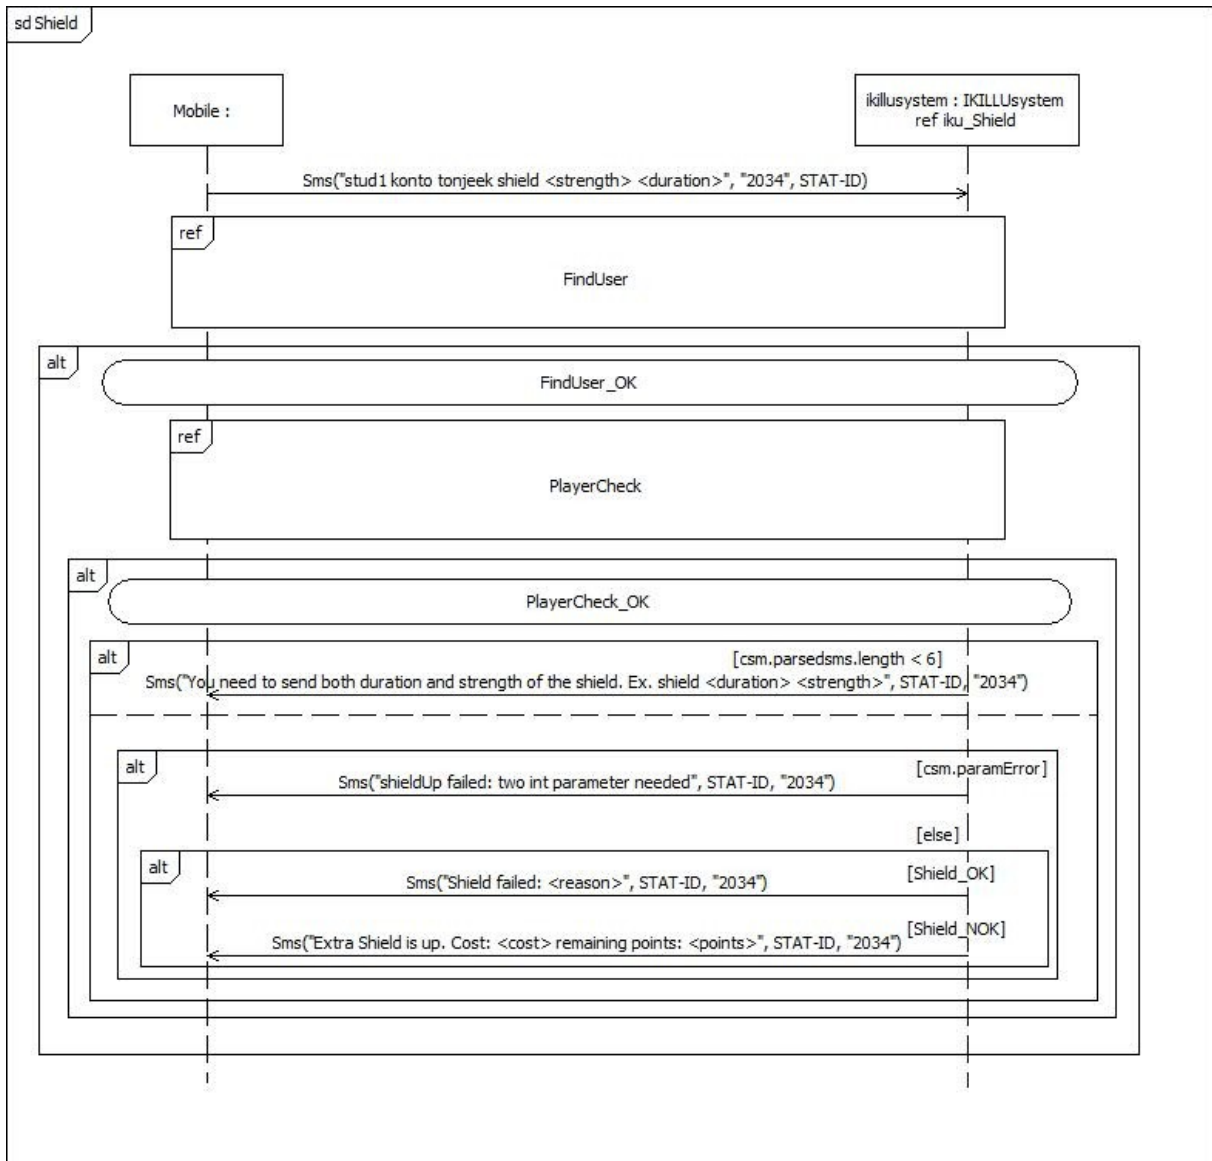 sd Shield
Mobile :
ikillusystem : IKILLUsystem
ref iku_Shield
Sms("stud1 konto tonjeek shield <strength> <duration>", "2034", STAT-ID)
ref
FindUser
alt
FindUser_OK
ref
PlayerCheck
alt
PlayerCheck_OK
alt
[csm.parsedsms.length < 6]
Sms("You need to send both duration and strength of the shield. Ex. shield <duration> <strength>", STAT-ID, "2034")
alt
[csm.paramError]
Sms("shieldUp failed: two int parameter needed", STAT-ID, "2034")
[else]
alt
[Shield_OK]
Sms("Shield failed: <reason>", STAT-ID, "2034")
[Shield_NOK]
Sms("Extra Shield is up. Cost: <cost> remaining points: <points>", STAT-ID, "2034")